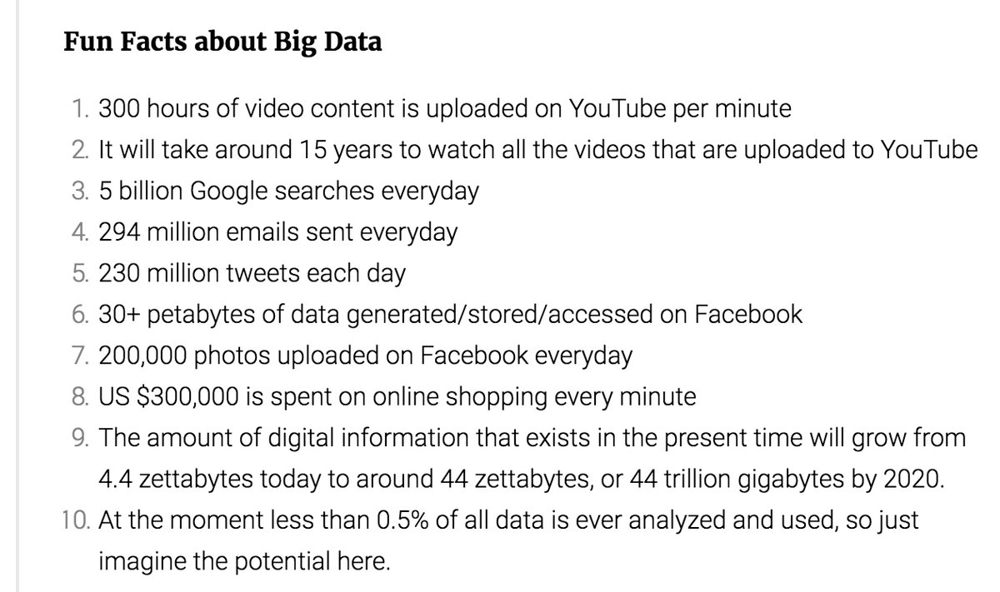 Fun Facts about Big Data
1. 300 hours of video content is uploaded on YouTube per minute
2. It will take around 15 years to watch all the videos that are uploaded to YouTube
3. 5 billion Google searches everyday
4. 294 million emails sent everyday
5. 230 million tweets each day
6. 30+ petabytes of data generated/stored/accessed on Facebook
7. 200,000 photos uploaded on Facebook everyday
8. US $300,000 is spent on online shopping every minute
9. The amount of digital information that exists in the present time will grow from
4.4 zettabytes today to around 44 zettabytes, or 44 trillion gigabytes by 2020.
10. At the moment less than 0.5% of all data is ever analyzed and used, so just
imagine the potential here.